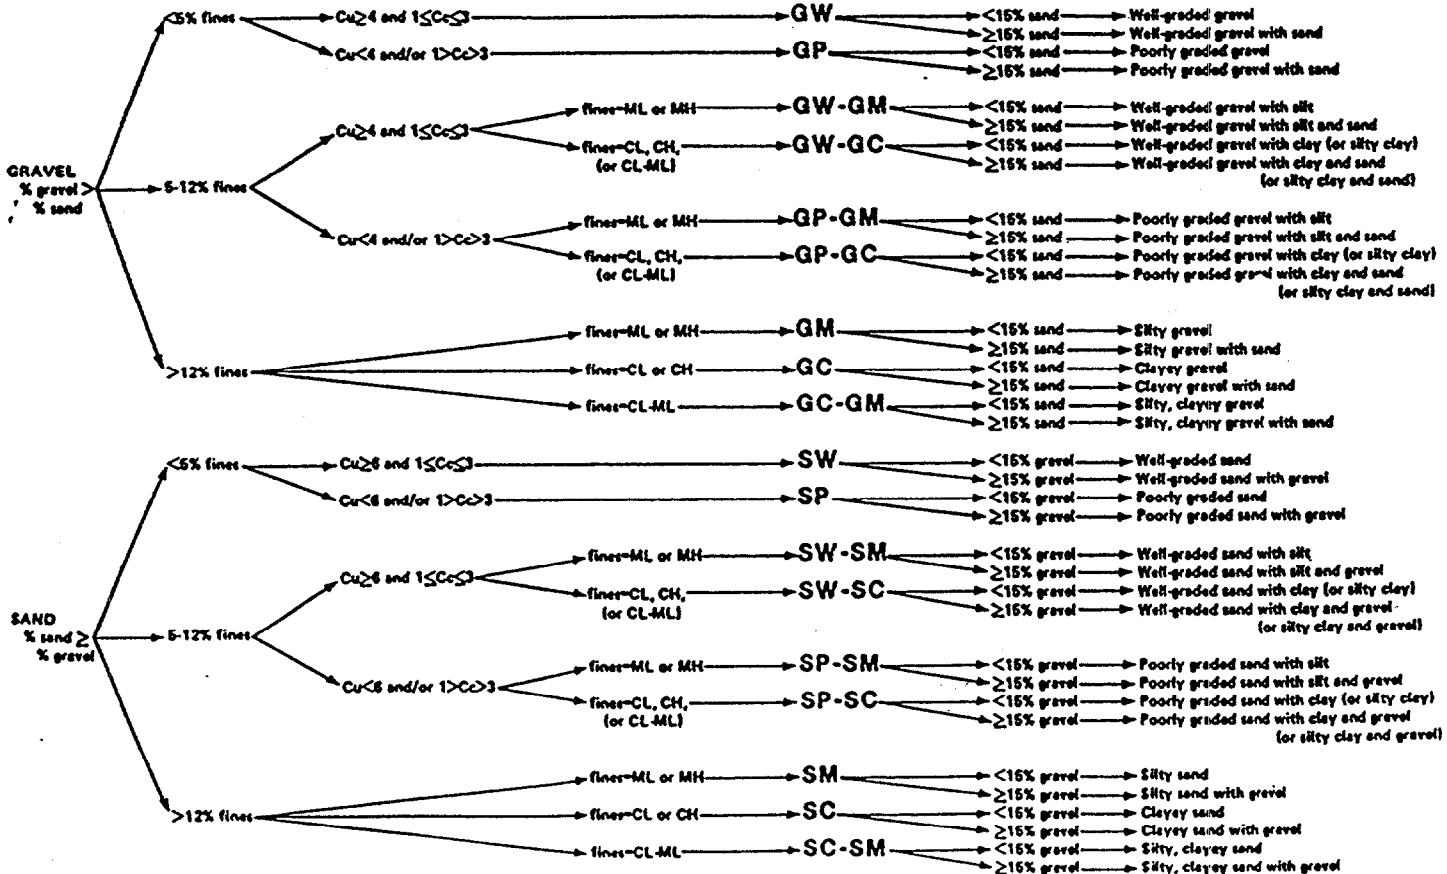 <5% fines Cu≥4 and 1≤Cc≤3 GW <15% sand Well-graded gravel
≥15% sand Well-graded gravel with sand
Cu<4 and/or 1>Cc>3 GP <15% sand Poorly graded gravel
≥15% sand Poorly graded gravel with sand
fines=ML or MH GW-GM <15% sand Well-graded gravel with silt
Cu≥4 and 1≤Cc≤3 ≥15% sand Well-graded gravel with silt and sand
fines=CL, CH, GW-GC <15% sand Well-graded gravel with clay (or silty clay)
(or CL-ML) ≥15% sand Well-graded gravel with clay and sand
(or silty clay and sand)
GRAVEL
% gravel > 5-12% fines
% sand
fines=ML or MH GP-GM <15% sand Poorly graded gravel with silt
Cu<4 and/or 1>Cc>3 ≥15% sand Poorly graded gravel with silt and sand
fines=CL, CH, GP-GC <15% sand Poorly graded gravel with clay (or silty clay)
(or CL-ML) ≥15% sand Poorly graded gravel with clay and sand
(or silty clay and sand)
fines=ML or MH GM <15% sand Silty gravel
≥15% sand Silty gravel with sand
>12% fines fines=CL or CH GC <15% sand Clayey gravel
≥15% sand Clayey gravel with sand
fines=CL-ML GC-GM <15% sand Silty, clayey gravel
≥15% sand Silty, clayey gravel with sand
<5% fines Cu≥6 and 1≤Cc≤3 SW <15% gravel Well-graded sand
≥15% gravel Well-graded sand with gravel
Cu<6 and/or 1>Cc>3 SP <15% gravel Poorly graded sand
≥15% gravel Poorly graded sand with gravel
fines=ML or MH SW-SM <15% gravel Well-graded sand with silt
Cu≥6 and 1≤Cc≤3 ≥15% gravel Well-graded sand with silt and gravel
fines=CL, CH, SW-SC <15% gravel Well-graded sand with clay (or silty clay)
(or CL-ML) ≥15% gravel Well-graded sand with clay and gravel
(or silty clay and gravel)
SAND
% sand ≥ 5-12% fines
% gravel
fines=ML or MH SP-SM <15% gravel Poorly graded sand with silt
Cu<6 and/or 1>Cc>3 ≥15% gravel Poorly graded sand with silt and gravel
fines=CL, CH, SP-SC <15% gravel Poorly graded sand with clay (or silty clay)
(or CL-ML) ≥15% gravel Poorly graded sand with clay and gravel
(or silty clay and gravel)
fines=ML or MH SM <15% gravel Silty sand
≥15% gravel Silty sand with gravel
>12% fines fines=CL or CH SC <15% gravel Clayey sand
≥15% gravel Clayey sand with gravel
fines=CL-ML SC-SM <15% gravel Silty, clayey sand
≥15% gravel Silty, clayey sand with gravel